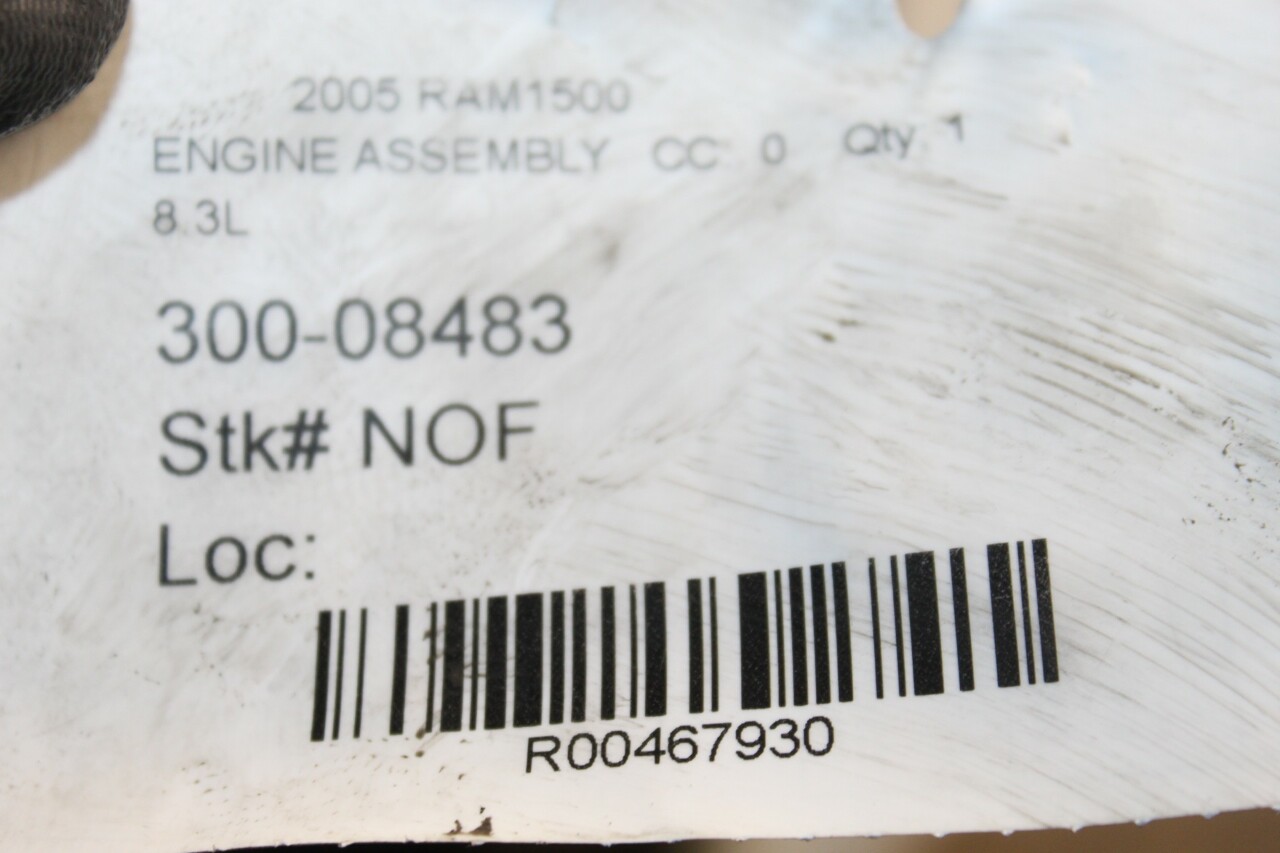 2005 RAM1500
ENGINE ASSEMBLY CC: 0 Qty: 1
8.3L
300-08483
Stk# NOF
Loc:
R00467930